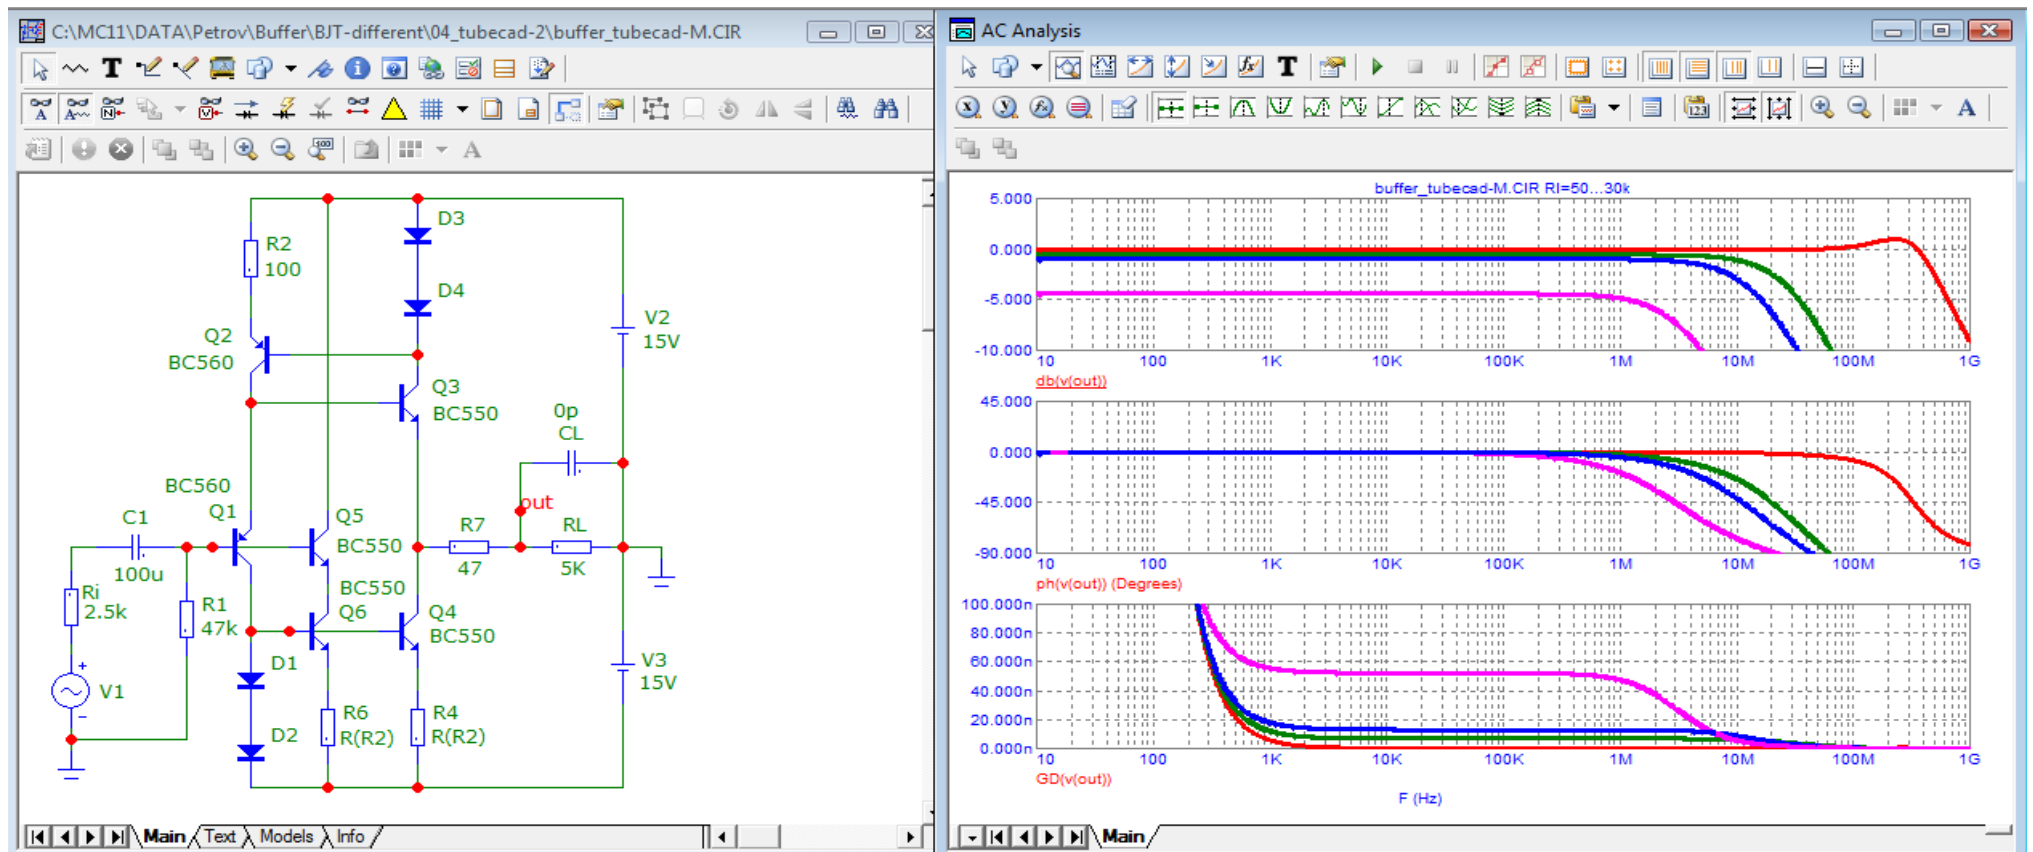 C:\MC11\DATA\Petrov\Buffer\BJT-different\04_tubecad-2\buffer_tubecad-M.CIR
D3
R2
100
D4
Q2
BC560
V2
15V
Q3
BC550
0p
CL
BC560
Q1
out
C1
Q5
BC550
R7
RL
100u
47
5K
Ri
2.5k
BC550
R1
47k
Q6
Q4
BC550
D1
V3
15V
V1
R6
R(R2)
R4
R(R2)
D2
Main
Text
Models
Info
AC Analysis
buffer_tubecad-M.CIR RI=50...30k
5.000
0.000
-5.000
-10.000
10 100 1K 10K 100K 1M 10M 100M 1G
db(v(out))
45.000
0.000
-45.000
-90.000
10 100 1K 10K 100K 1M 10M 100M 1G
ph(v(out)) (Degrees)
100.000n
80.000n
60.000n
40.000n
20.000n
0.000n
10 100 1K 10K 100K 1M 10M 100M 1G
GD(v(out))
F (Hz)
Main